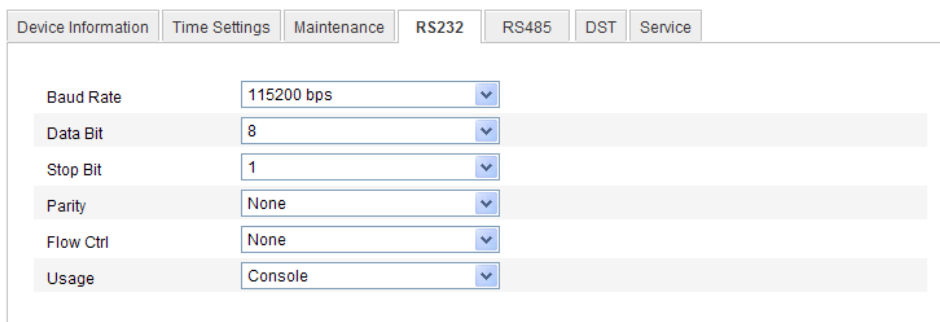 Device Information Time Settings Maintenance RS232 RS485 DST Service
Baud Rate 115200 bps
Data Bit 8
Stop Bit 1
Parity None
Flow Ctrl None
Usage Console